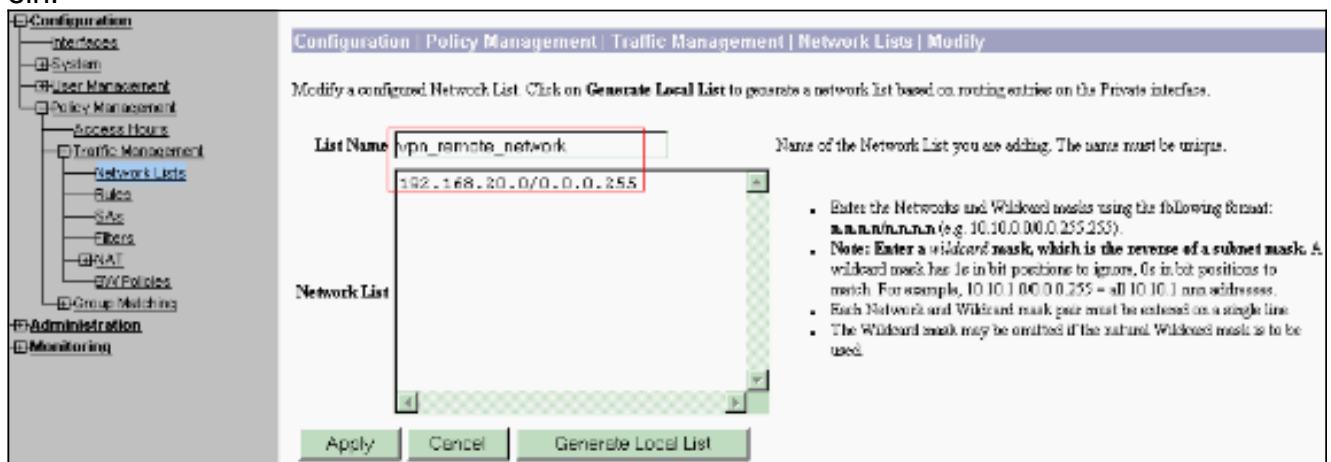 Configuration
Interfaces
System
User Management
Policy Management
Access Hours
Traffic Management
Network Lists
Rules
SAs
Filters
NAT
BW Policies
Group Matching
Administration
Monitoring
Configuration | Policy Management | Traffic Management | Network Lists | Modify
Modify a configured Network List. Click on Generate Local List to generate a network list based on routing entries on the Private interface.
List Name vpn_remote_network Name of the Network List you are adding. The name must be unique.
192.168.20.0/0.0.0.255
Network List
• Enter the Networks and Wildcard masks using the following format:
n.n.n.n/n.n.n.n (e.g. 10.10.0.0/0.0.255.255).
• Note: Enter a wildcard mask, which is the reverse of a subnet mask. A
wildcard mask has 1s in bit positions to ignore, 0s in bit positions to
match. For example, 10.10.1.0/0.0.0.255 = all 10.10.1.nnn addresses.
• Each Network and Wildcard mask pair must be entered on a single line.
• The Wildcard mask may be omitted if the natural Wildcard mask is to be
used.
Apply Cancel Generate Local List